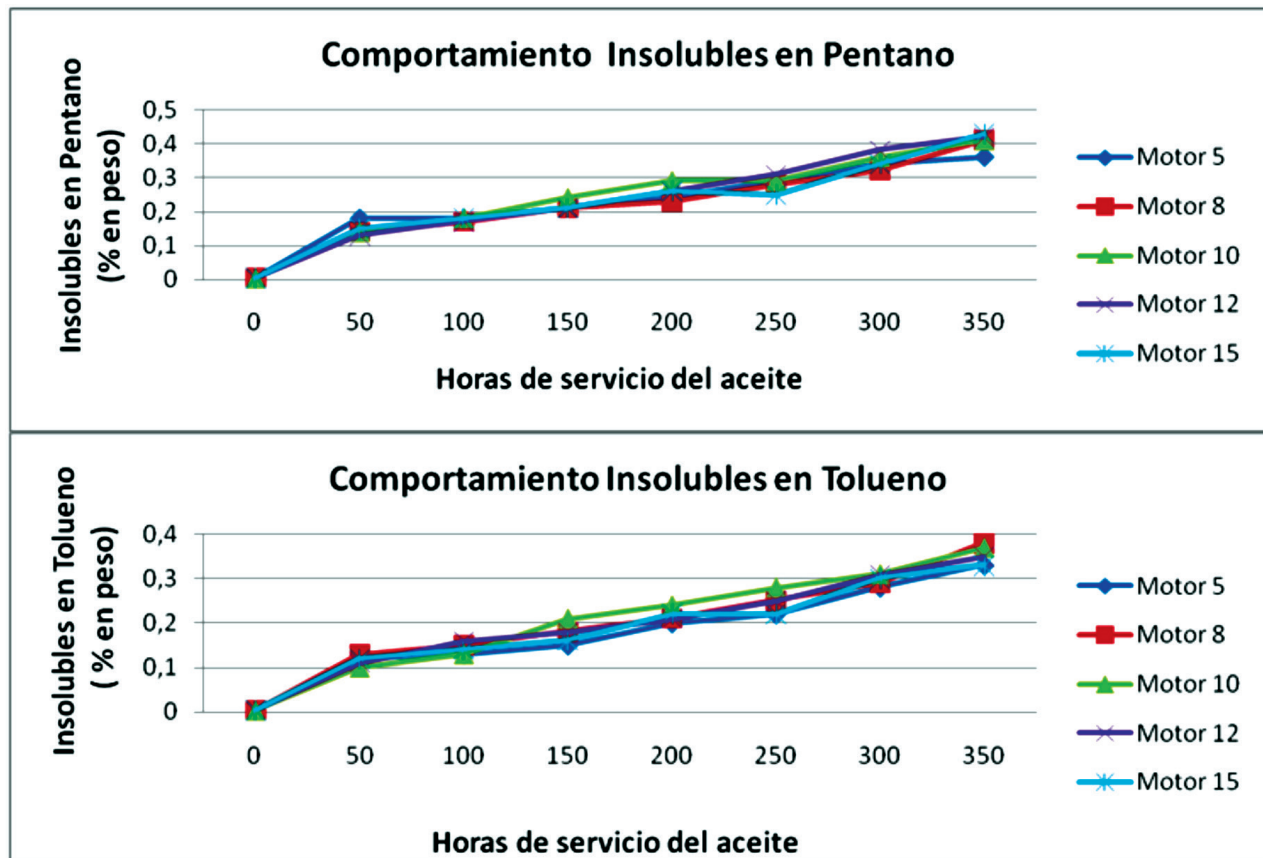 Comportamiento Insolubles en Pentano
Insolubles en Pentano
(% en peso)
0,5
0,4
0,3
0,2
0,1
0
0 50 100 150 200 250 300 350
Horas de servicio del aceite
Motor 5
Motor 8
Motor 10
Motor 12
Motor 15
Comportamiento Insolubles en Tolueno
Insolubles en Tolueno
( % en peso)
0,4
0,3
0,2
0,1
0
0 50 100 150 200 250 300 350
Horas de servicio del aceite
Motor 5
Motor 8
Motor 10
Motor 12
Motor 15